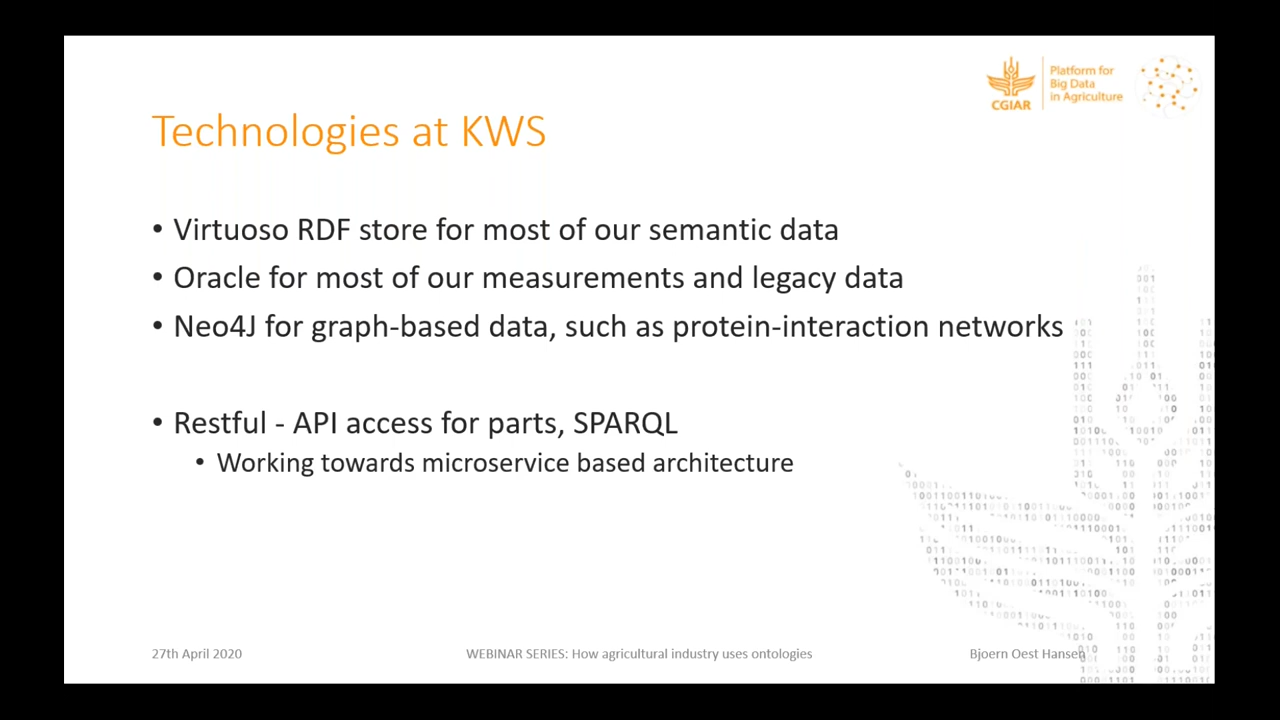 CGIAR
Platform for
Big Data
in Agriculture
Technologies at KWS
• Virtuoso RDF store for most of our semantic data
• Oracle for most of our measurements and legacy data
• Neo4J for graph-based data, such as protein-interaction networks
• Restful - API access for parts, SPARQL
• Working towards microservice based architecture
27th April 2020
WEBINAR SERIES: How agricultural industry uses ontologies
Bjoern Oest Hansen